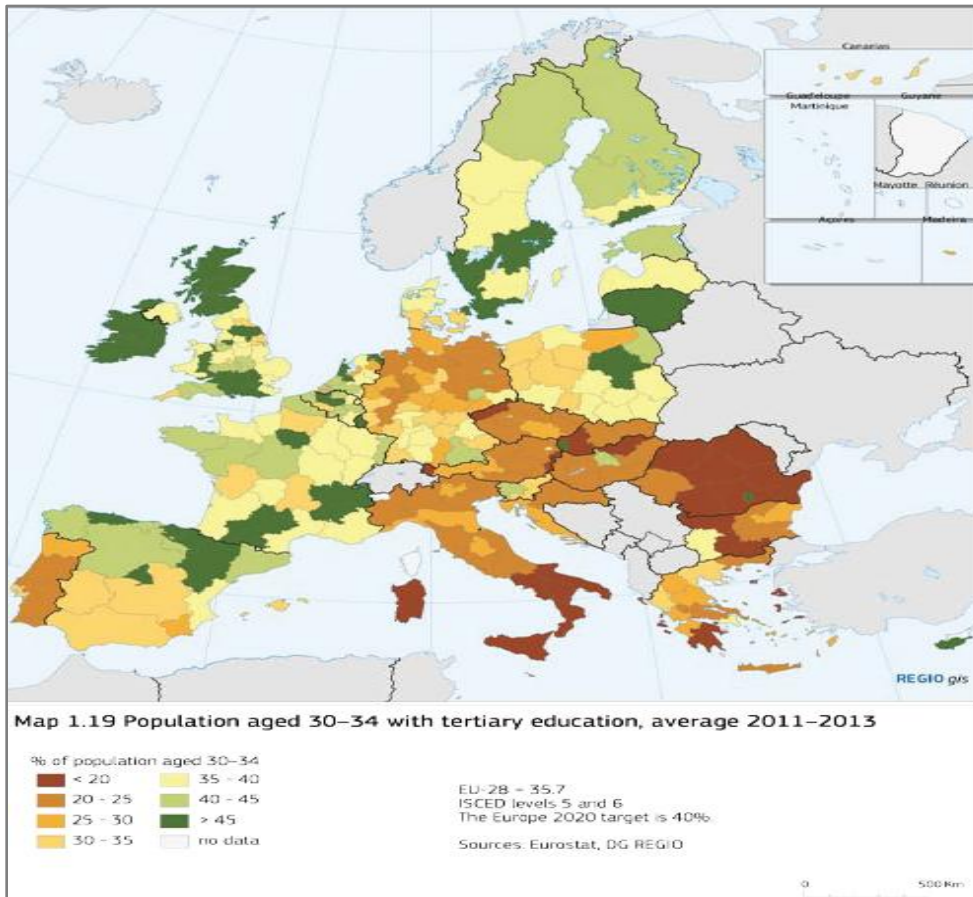 Canarias
Guadeloupe
Martinique
Guyane
Mayotte
Réunion
Açores
Madeira
REGIO gis
Map 1.19 Population aged 30–34 with tertiary education, average 2011–2013
% of population aged 30–34
< 20
20 - 25
25 - 30
30 - 35
35 - 40
40 - 45
> 45
no data
EU-28 = 35.7
ISCED levels 5 and 6
The Europe 2020 target is 40%.
Sources: Eurostat, DG REGIO
0 500 Km